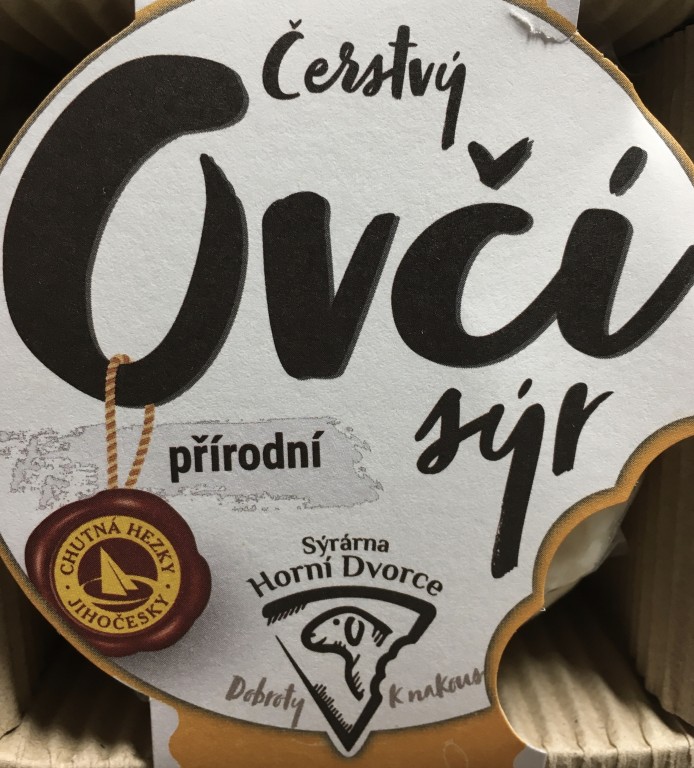 Čerstvý
Ovčí
sýr
přírodní
CHUTNÁ HEZKY
JIHOČESKY
Sýrárna
Horní Dvorce
Dobroty